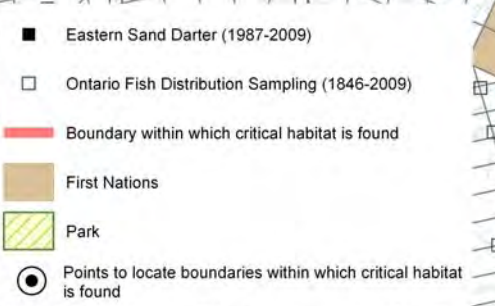 Eastern Sand Darter (1987-2009)
Ontario Fish Distribution Sampling (1846-2009)
Boundary within which critical habitat is found
First Nations
Park
Points to locate boundaries within which critical habitat
is found